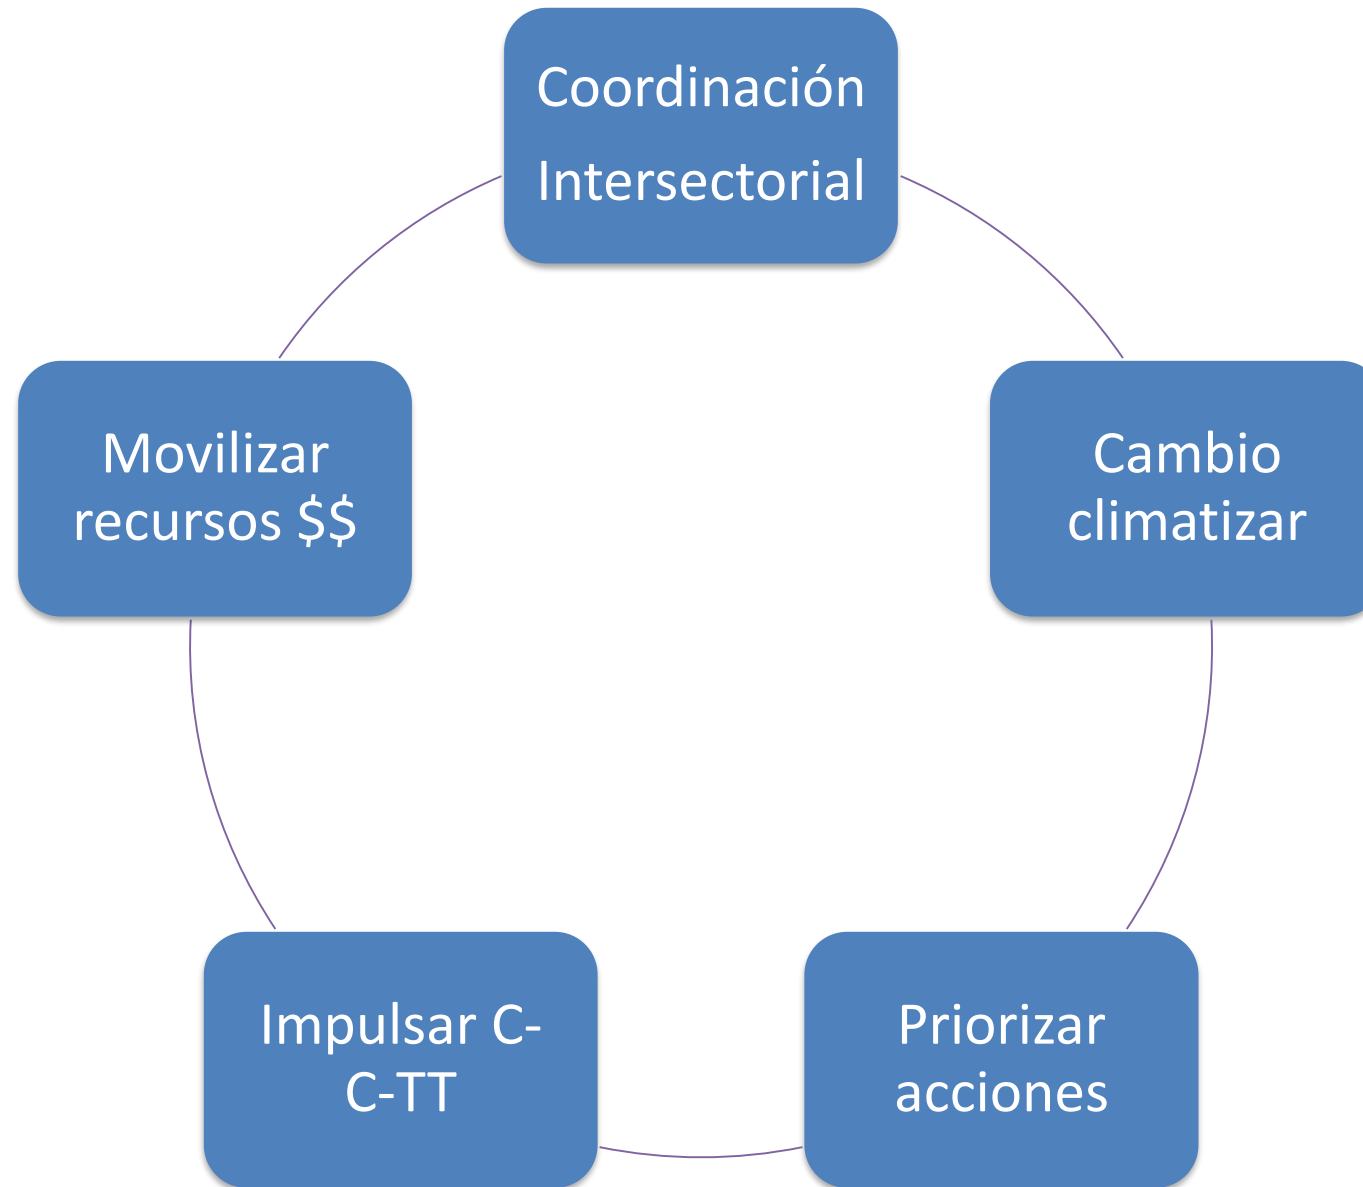 Coordinación
Intersectorial
Cambio
climatizar
Priorizar
acciones
Impulsar C-
C-TT
Movilizar
recursos $$